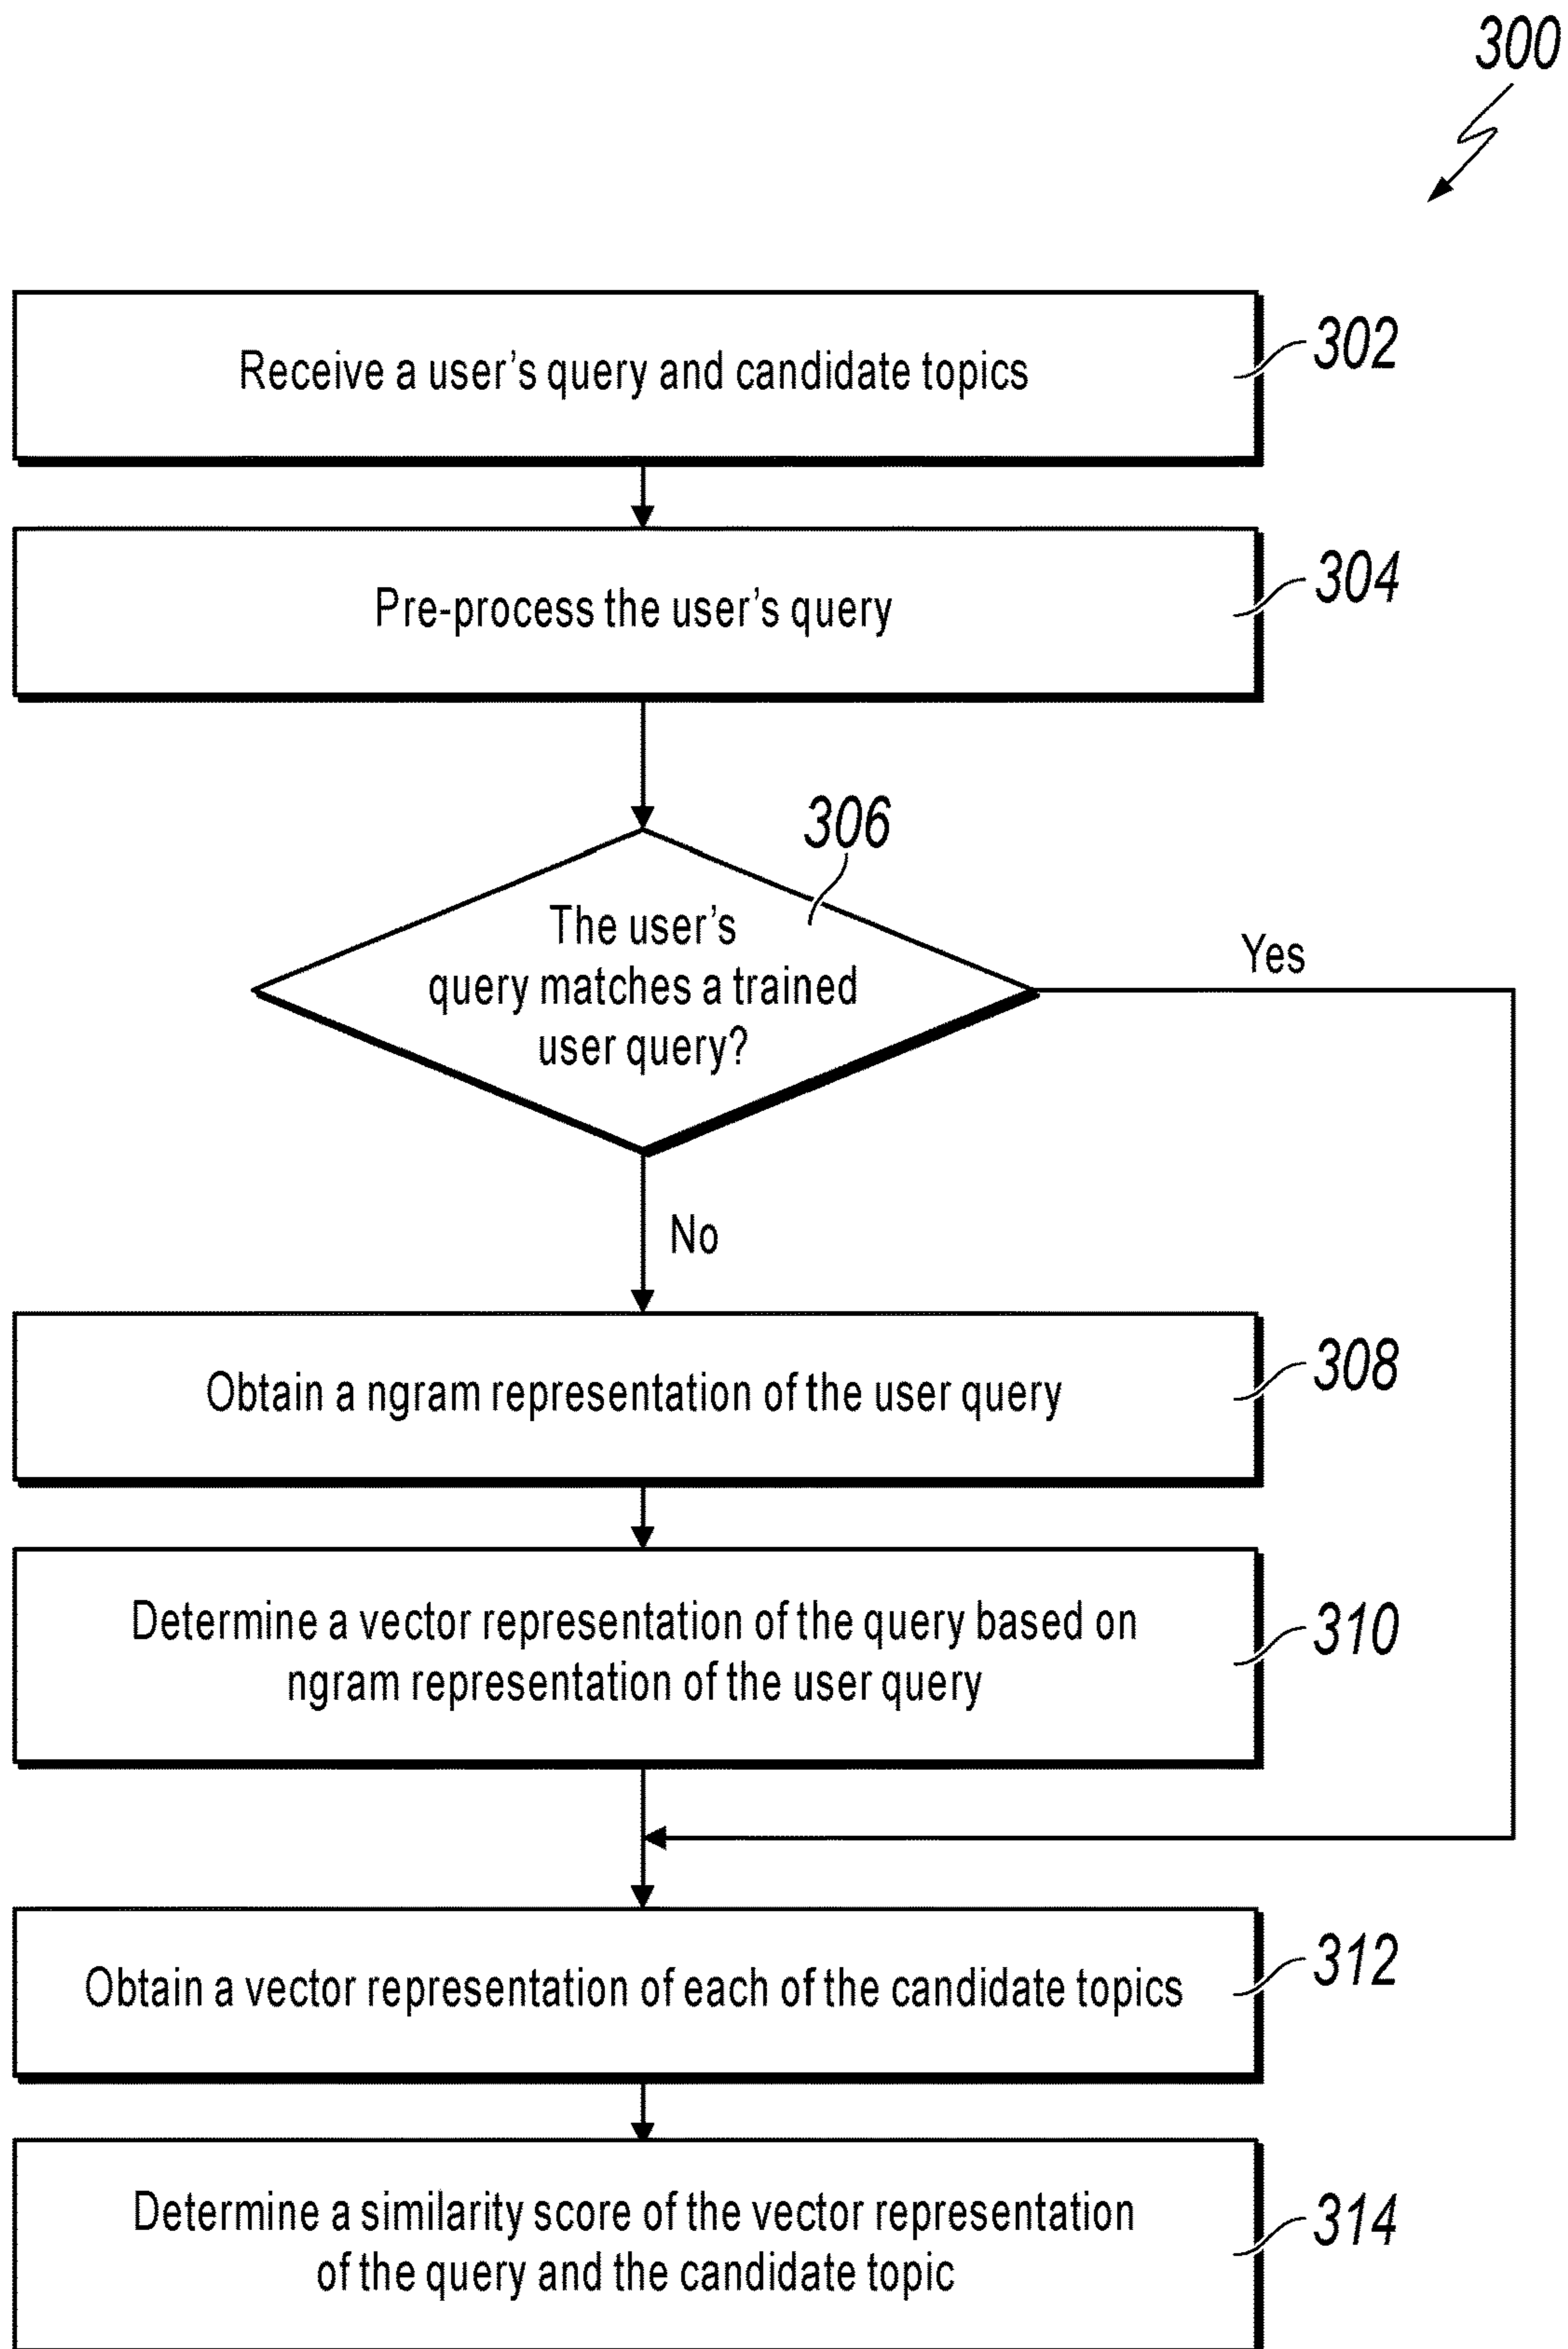 300
Receive a user's query and candidate topics
302
Pre-process the user's query
304
306
The user's
query matches a trained
user query?
Yes
No
Obtain a ngram representation of the user query
308
Determine a vector representation of the query based on
ngram representation of the user query
310
Obtain a vector representation of each of the candidate topics
312
Determine a similarity score of the vector representation
of the query and the candidate topic
314